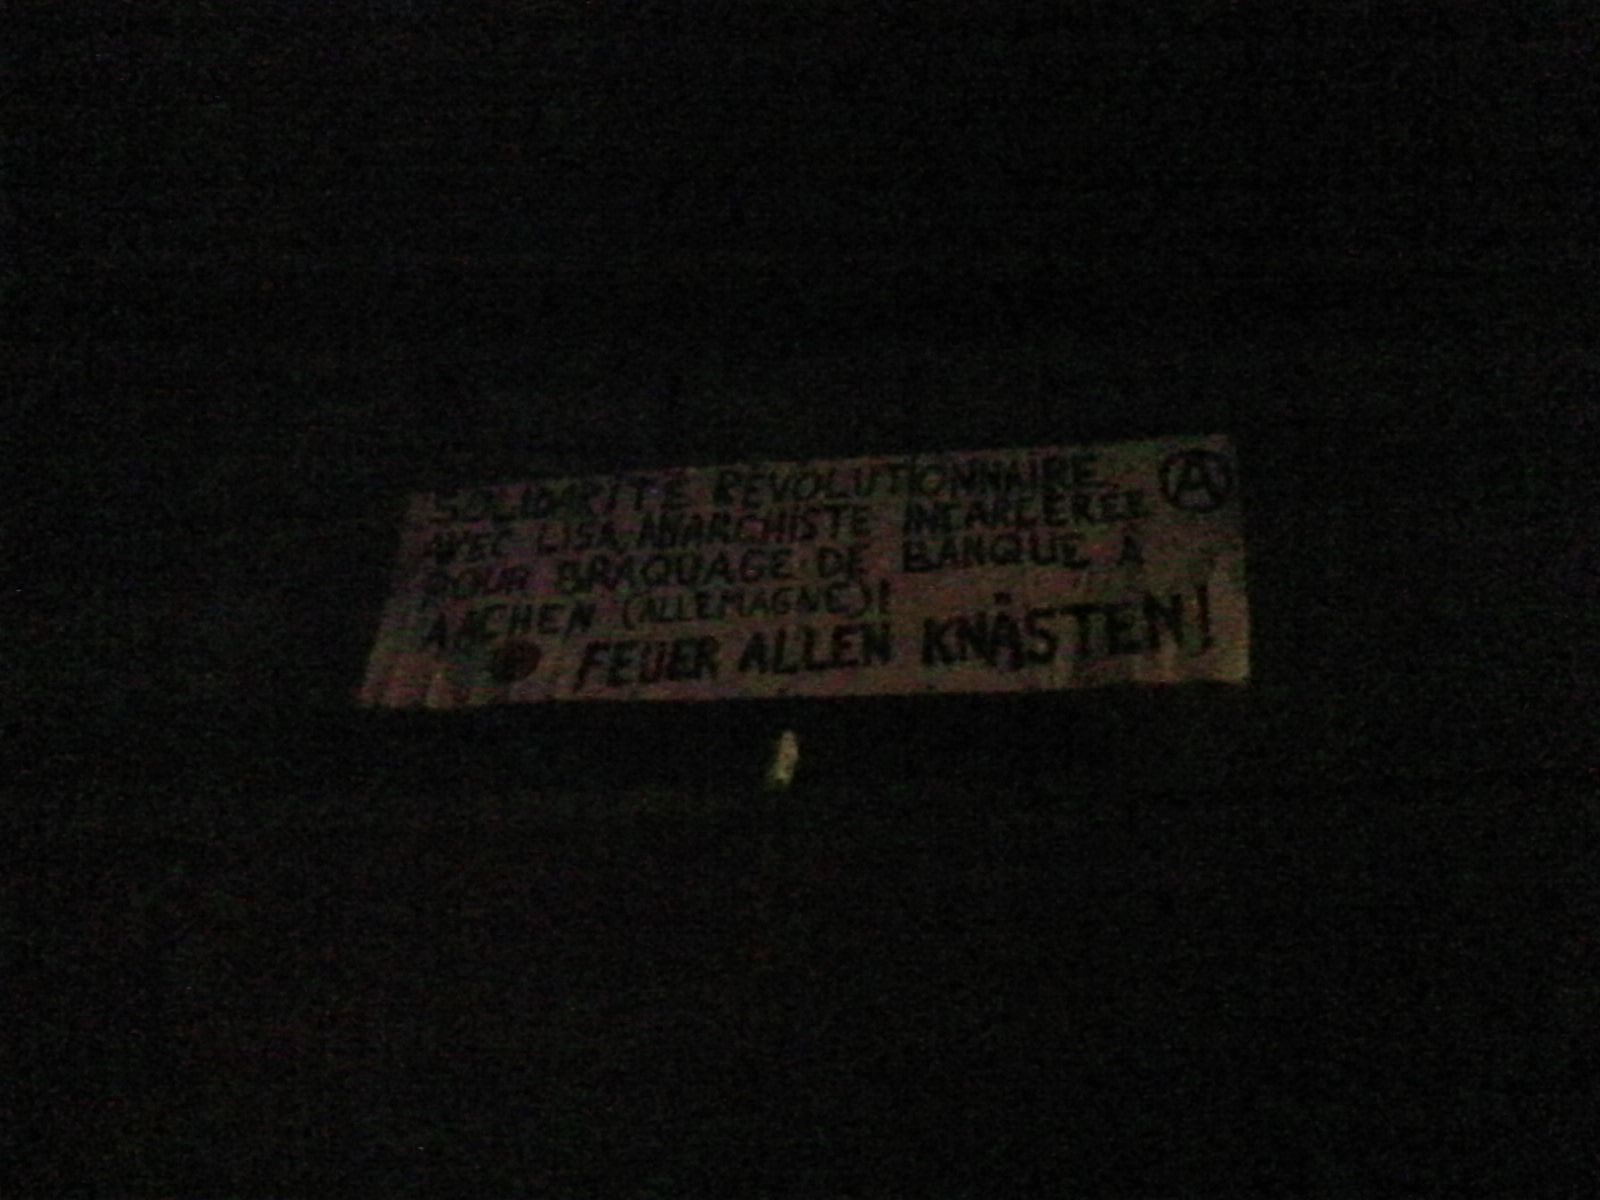 SOLIDARITÉ RÉVOLUTIONNAIRE Ⓐ
AVEC LISA, ANARCHISTE INCARCÉRÉE
POUR BRAQUAGE DE BANQUE À
AACHEN (ALLEMAGNE)!
FEUER ALLEN KNÄSTEN!